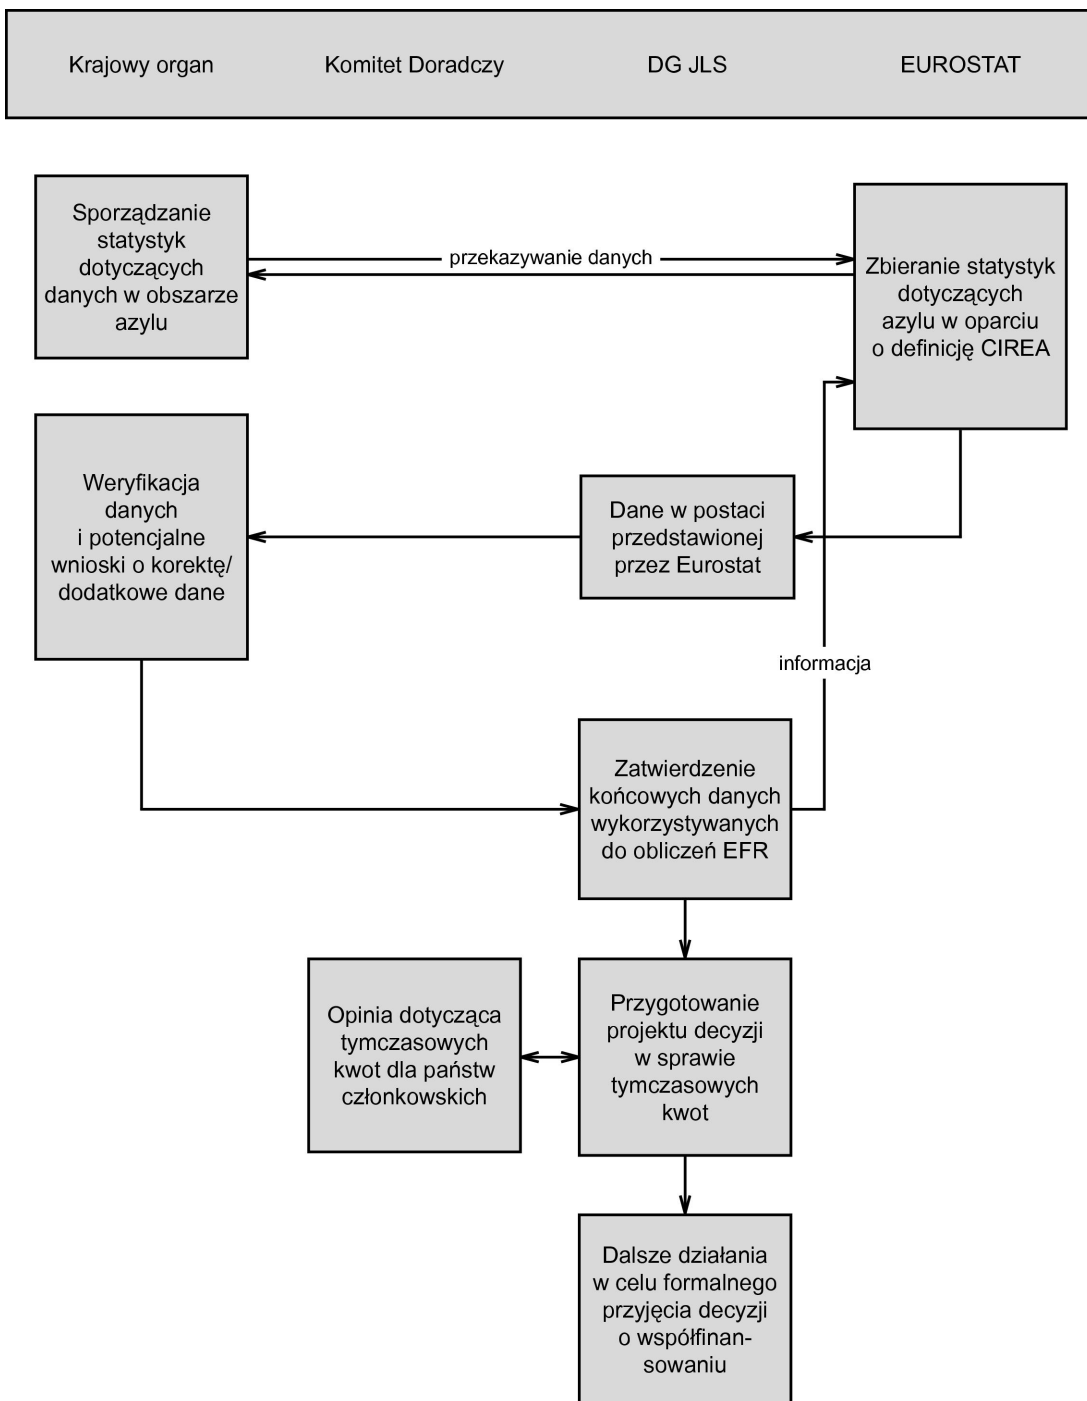 Krajowy organ
Komitet Doradczy
DG JLS
EUROSTAT
Sporządzanie
statystyk
dotyczących
danych w obszarze
azylu
przekazywanie danych
Zbieranie statystyk
dotyczących
azylu w oparciu
o definicję CIREA
Weryfikacja
danych
i potencjalne
wnioski o korektę/
dodatkowe dane
Dane w postaci
przedstawionej
przez Eurostat
informacja
Zatwierdzenie
końcowych danych
wykorzystywanych
do obliczeń EFR
Opinia dotycząca
tymczasowych
kwot dla państw
członkowskich
Przygotowanie
projektu decyzji
w sprawie
tymczasowych
kwot
Dalsze działania
w celu formalnego
przyjęcia decyzji
o współfinan-
sowaniu